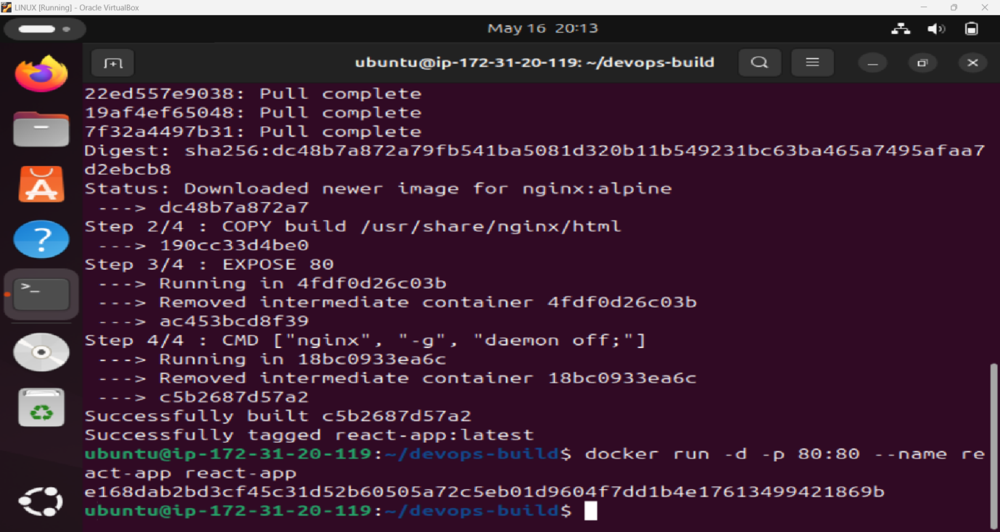 LINUX [Running] - Oracle VirtualBox
May 16 20:13
ubuntu@ip-172-31-20-119: ~/devops-build
22ed557e9038: Pull complete
19af4ef65048: Pull complete
7f32a4497b31: Pull complete
Digest: sha256:dc48b7a872a79fb541ba5081d320b11b549231bc63ba465a7495afaa7
d2ebcb8
Status: Downloaded newer image for nginx:alpine
---> dc48b7a872a7
Step 2/4 : COPY build /usr/share/nginx/html
---> 190cc33d4be0
Step 3/4 : EXPOSE 80
---> Running in 4fdf0d26c03b
---> Removed intermediate container 4fdf0d26c03b
---> ac453bcd8f39
Step 4/4 : CMD ["nginx", "-g", "daemon off;"]
---> Running in 18bc0933ea6c
---> Removed intermediate container 18bc0933ea6c
---> c5b2687d57a2
Successfully built c5b2687d57a2
Successfully tagged react-app:latest
ubuntu@ip-172-31-20-119:~/devops-build$ docker run -d -p 80:80 --name re
act-app react-app
e168dab2bd3cf45c31d52b60505a72c5eb01d9604f7dd1b4e17613499421869b
ubuntu@ip-172-31-20-119:~/devops-build$